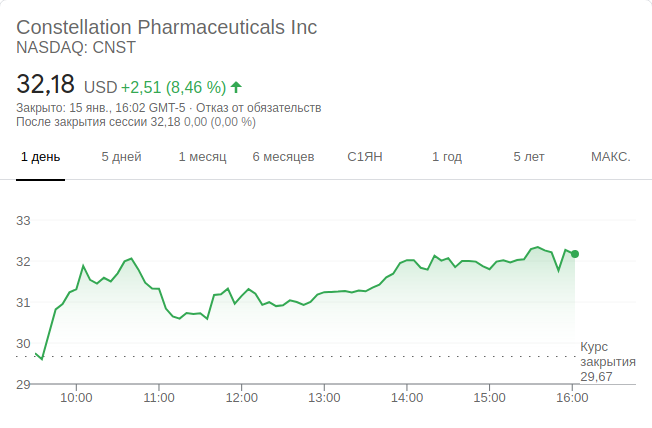 Constellation Pharmaceuticals Inc
NASDAQ: CNST
32,18 USD +2,51 (8,46 %)
Закрыто: 15 янв., 16:02 GMT-5 · Отказ от обязательств
После закрытия сессии 32,18 0,00 (0,00 %)
1 день 5 дней 1 месяц 6 месяцев С1ЯН 1 год 5 лет МАКС.
33
32
31
30
Курс
закрытия
29,67
29
10:00 11:00 12:00 13:00 14:00 15:00 16:00